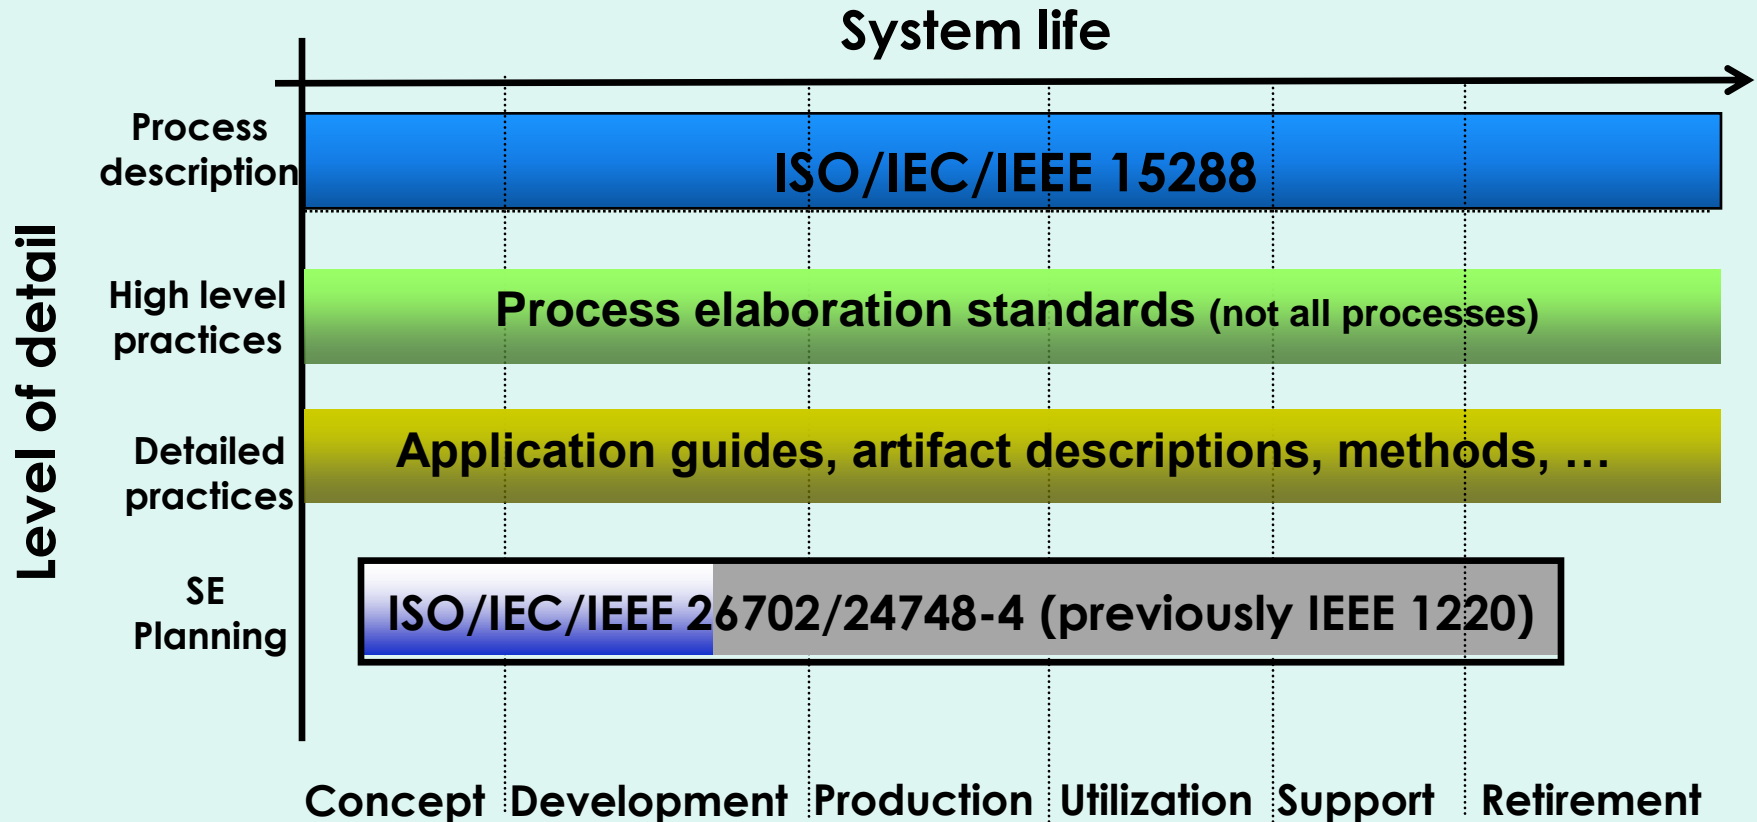 System life
Level of detail
Process
description
ISO/IEC/IEEE 15288
High level
practices
Process elaboration standards (not all processes)
Detailed
practices
Application guides, artifact descriptions, methods, …
SE
Planning
ISO/IEC/IEEE 26702/24748-4 (previously IEEE 1220)
Concept Development Production Utilization Support Retirement